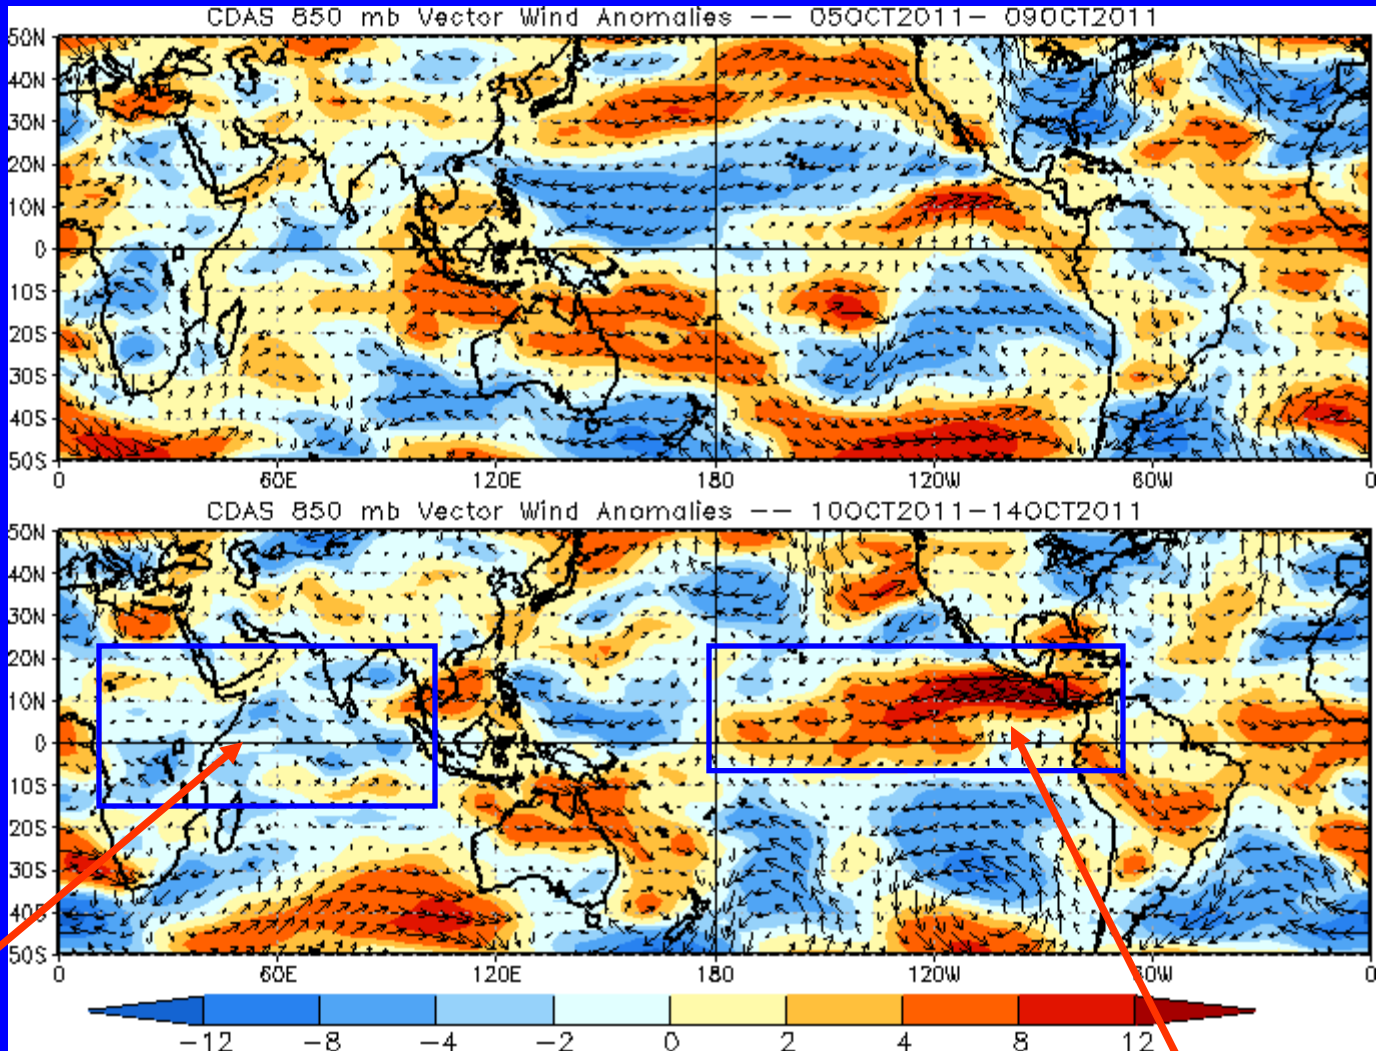 CDAS 850 mb Vector Wind Anomalies -- 05OCT2011- 09OCT2011
50N
40N
30N
20N
10N
0
10S
20S
30S
40S
50S
0 60E 120E 180 120W 60W 0
CDAS 850 mb Vector Wind Anomalies -- 10OCT2011-14OCT2011
50N
40N
30N
20N
10N
0
10S
20S
30S
40S
50S
0 60E 120E 180 120W 60W 0
-12 -8 -4 -2 0 2 4 8 12